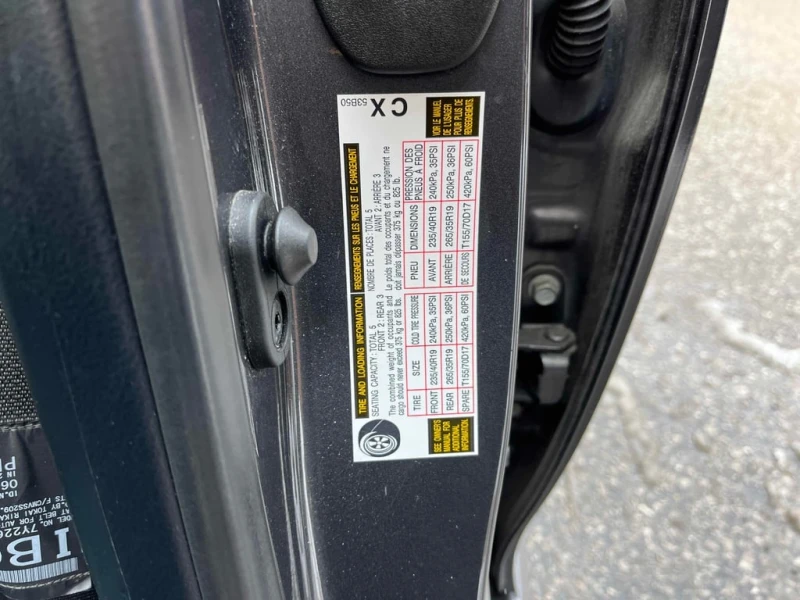 TIRE AND LOADING INFORMATION
SEATING CAPACITY : TOTAL 5
FRONT 2 : REAR 3
The combined weight of occupants and
cargo should never exceed 375 kg or 825 lbs.
TIRE SIZE COLD TIRE PRESSURE
FRONT 235/40R19 240kPa, 35PSI
REAR 265/35R19 250kPa, 36PSI
SPARE T155/70D17 420kPa, 60PSI
SEE OWNER'S
MANUAL FOR
ADDITIONAL
INFORMATION.
RENSEIGNEMENTS SUR LES PNEUS ET LE CHARGEMENT
NOMBRE DE PLACES : TOTAL 5
AVANT 2 : ARRIÈRE 3
Le poids total des occupants et du chargement ne
doit jamais dépasser 375 kg ou 825 lb.
PNEU DIMENSIONS PRESSION DES PNEUS À FROID
AVANT 235/40R19 240kPa, 35PSI
ARRIÈRE 265/35R19 250kPa, 36PSI
DE SECOURS T155/70D17 420kPa, 60PSI
VOIR LE MANUEL
DE L'USAGER
POUR PLUS DE
RENSEIGNEMENTS.
53B50
CX
BY TOKAI RIKA